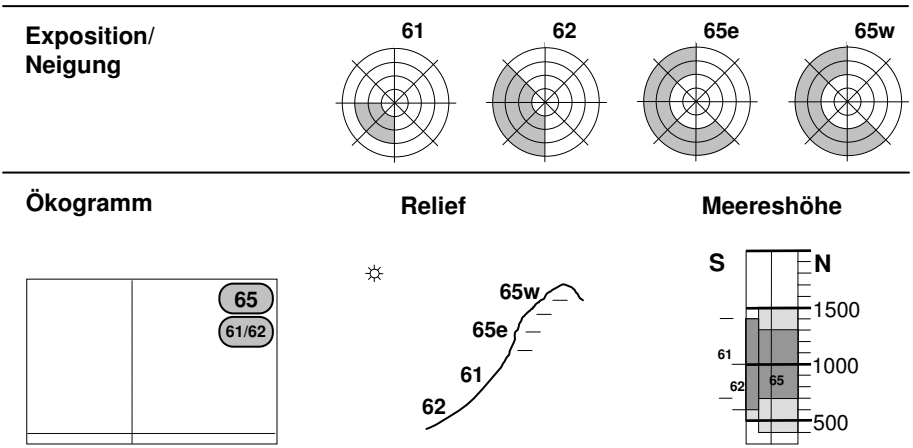 Exposition/
Neigung
61 62 65e 65w
Ökogramm
Relief
Meereshöhe
65
61/62
65w
65e
61
62
S N
1500
61
1000
62 65
500